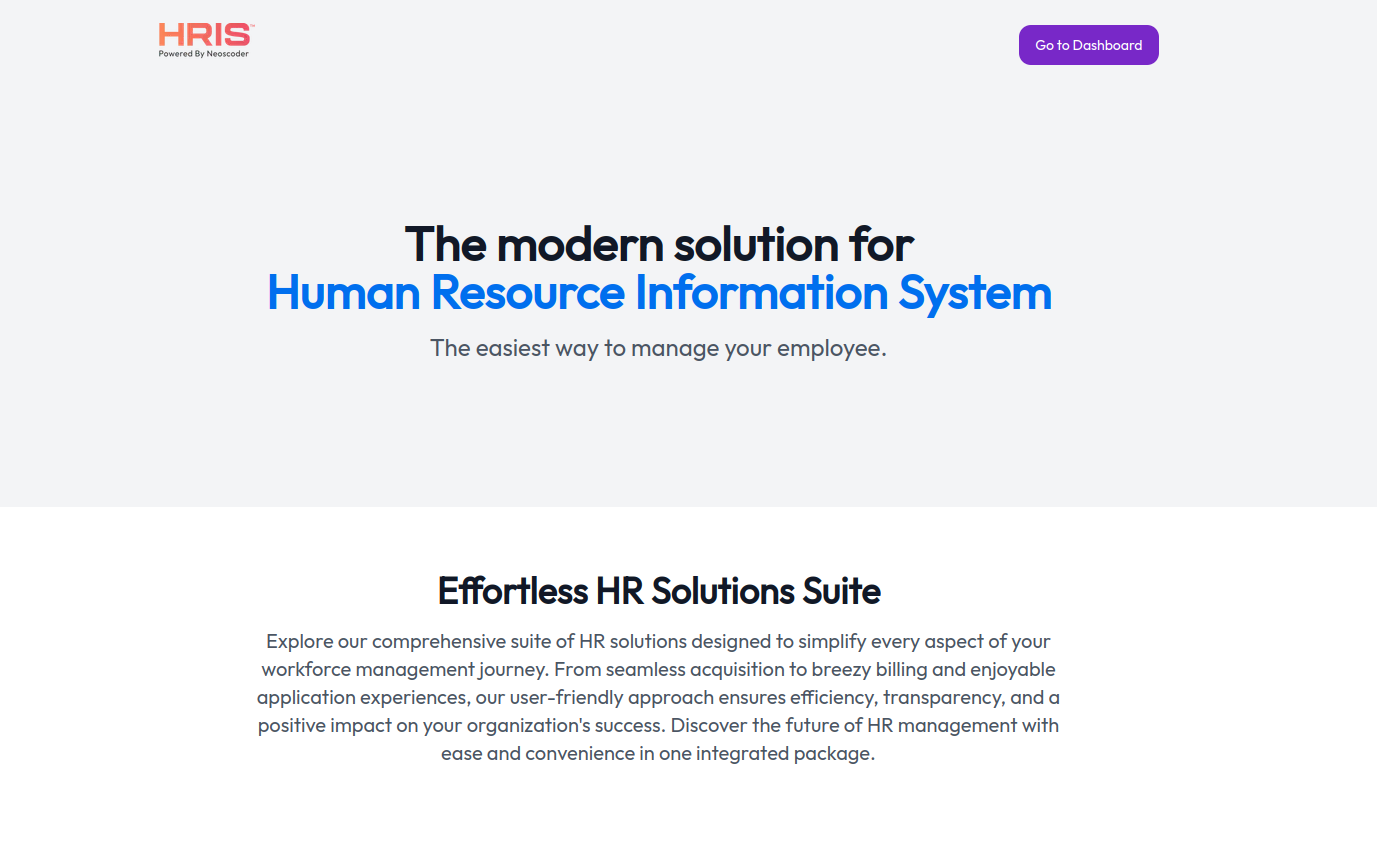 HRIS™
Powered By Neoscoder
Go to Dashboard
The modern solution for
Human Resource Information System
The easiest way to manage your employee.
Effortless HR Solutions Suite
Explore our comprehensive suite of HR solutions designed to simplify every aspect of your
workforce management journey. From seamless acquisition to breezy billing and enjoyable
application experiences, our user-friendly approach ensures efficiency, transparency, and a
positive impact on your organization's success. Discover the future of HR management with
ease and convenience in one integrated package.